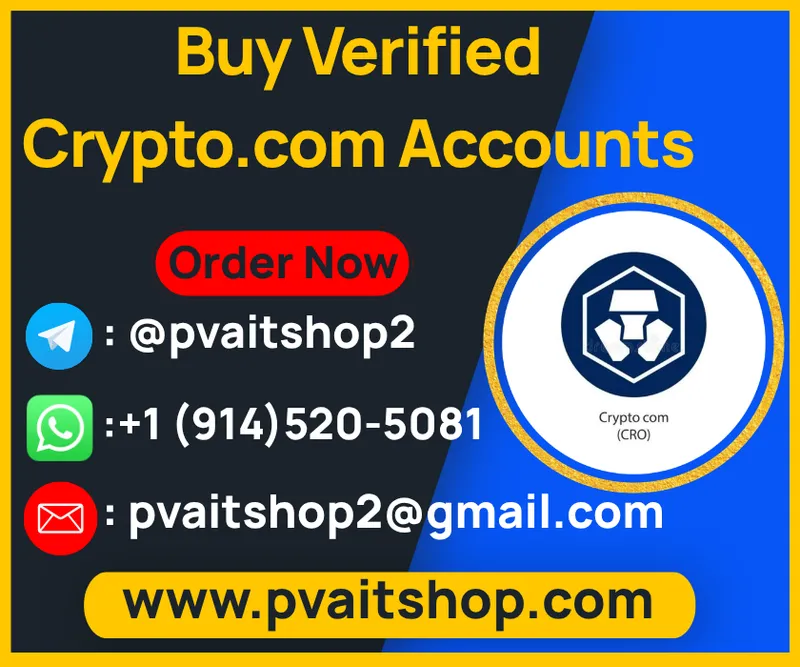 Buy Verified
Crypto.com Accounts
Order Now
: @pvaitshop2
:+1 (914)520-5081
: pvaitshop2@gmail.com
www.pvaitshop.com
Crypto com
(CRO)